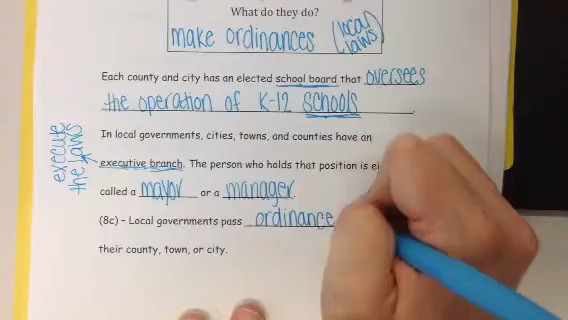 What do they do?
make ordinances (local laws)
Each county and city has an elected school board that oversees
the operation of K-12 schools.
In local governments, cities, towns, and counties have an
execute the laws
executive branch. The person who holds that position is ei
called a mayor or a manager.
(8c) - Local governments pass ordinance
their county, town, or city.